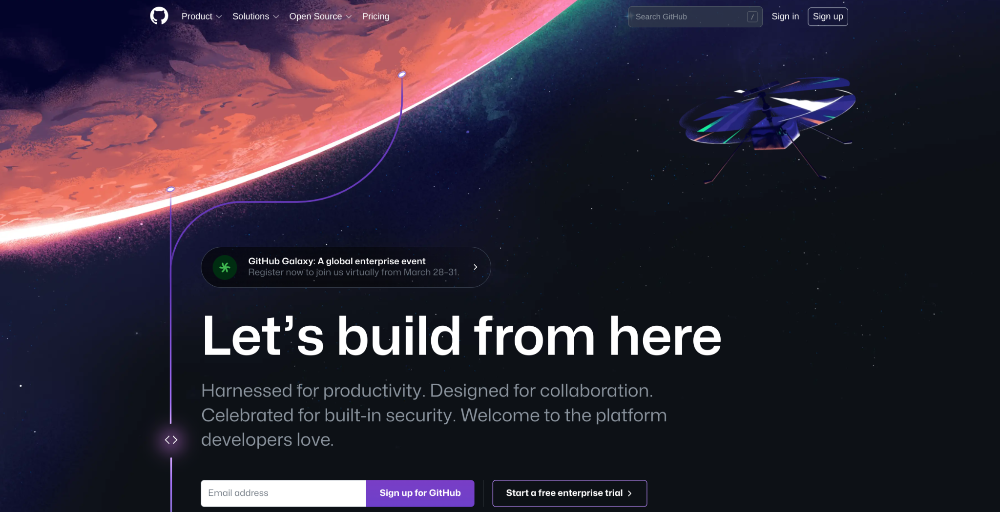 Product
Solutions
Open Source
Pricing
Search GitHub
/
Sign in
Sign up
GitHub Galaxy: A global enterprise event
Register now to join us virtually from March 28–31.
Let’s build from here
Harnessed for productivity. Designed for collaboration.
Celebrated for built-in security. Welcome to the platform
developers love.
Email address
Sign up for GitHub
Start a free enterprise trial